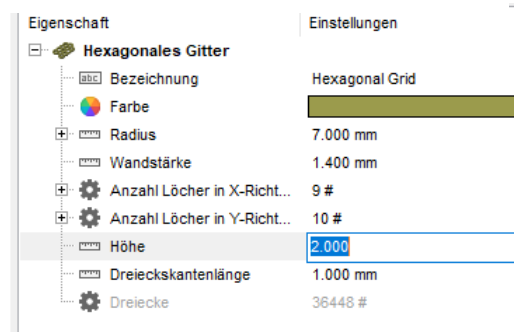 Eigenschaft Einstellungen
Hexagonales Gitter
abc Bezeichnung Hexagonal Grid
Farbe
Radius 7.000 mm
Wandstärke 1.400 mm
Anzahl Löcher in X-Richt... 9 #
Anzahl Löcher in Y-Richt... 10 #
Höhe 2.000
Dreieckskantenlänge 1.000 mm
Dreiecke 36448 #